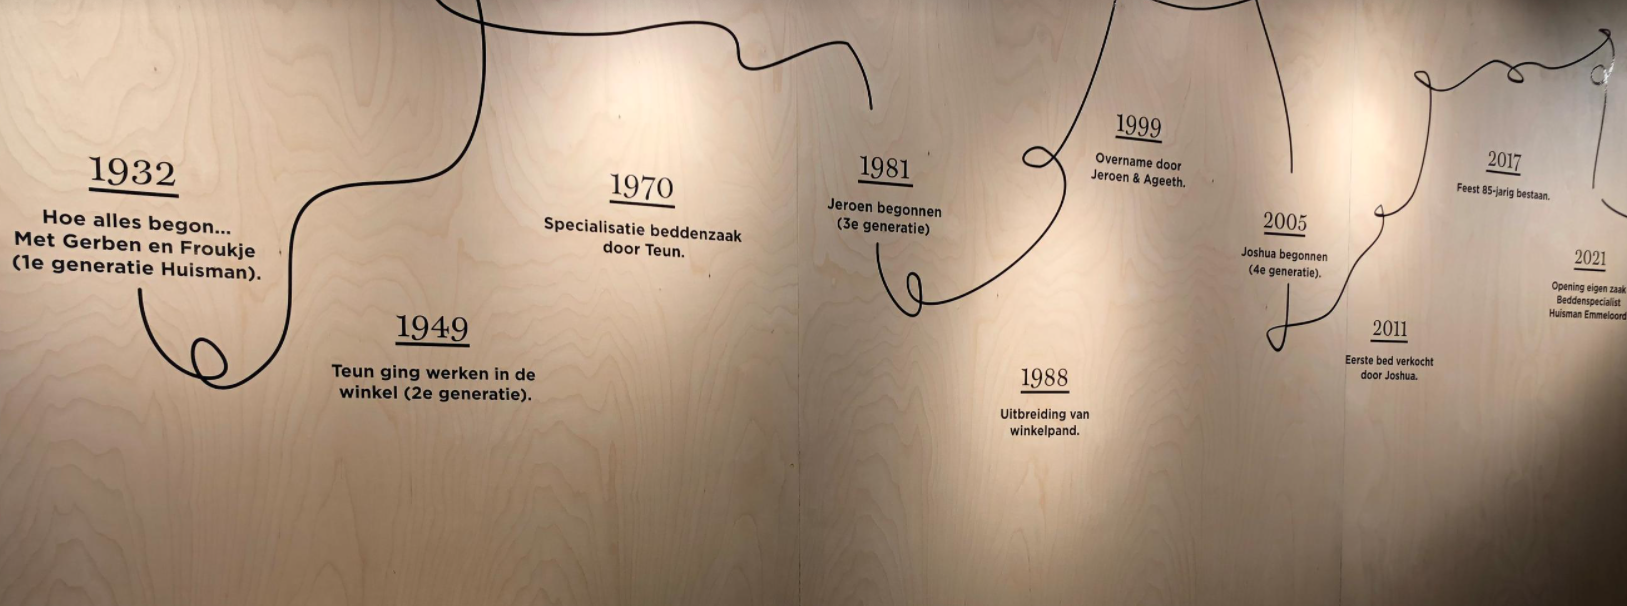 1932
Hoe alles begon...
Met Gerben en Froukje
(1e generatie Huisman).
1949
Teun ging werken in de
winkel (2e generatie).
1970
Specialisatie beddenzaak
door Teun.
1981
Jeroen begonnen
(3e generatie)
1988
Uitbreiding van
winkelpand.
1999
Overname door
Jeroen & Ageeth.
2005
Joshua begonnen
(4e generatie).
2011
Eerste bed verkocht
door Joshua.
2017
Feest 85-jarig bestaan.
2021
Opening eigen zaak
Beddenspecialist
Huisman Emmeloord